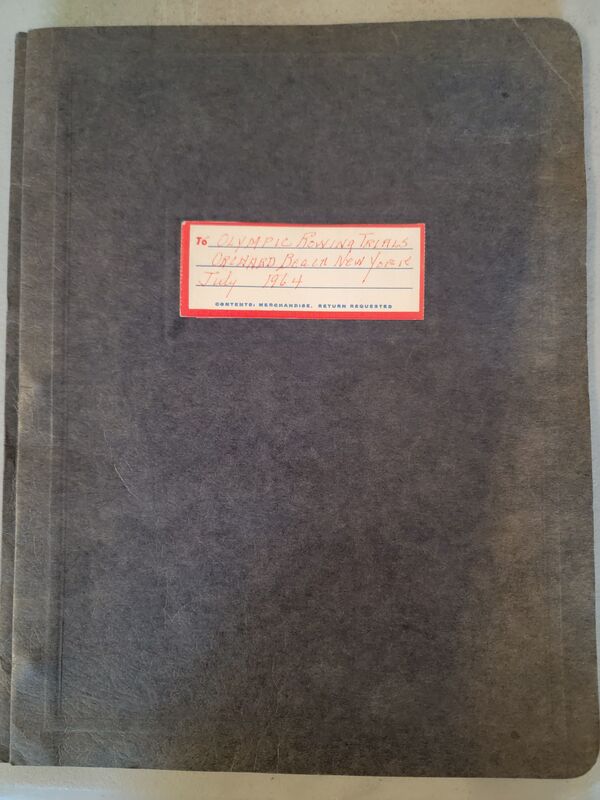 To OLYMPIC ROWING TRIALS
ORCHARD BEACH NEW YORK
July 1964
CONTENTS: MERCHANDISE, RETURN REQUESTED